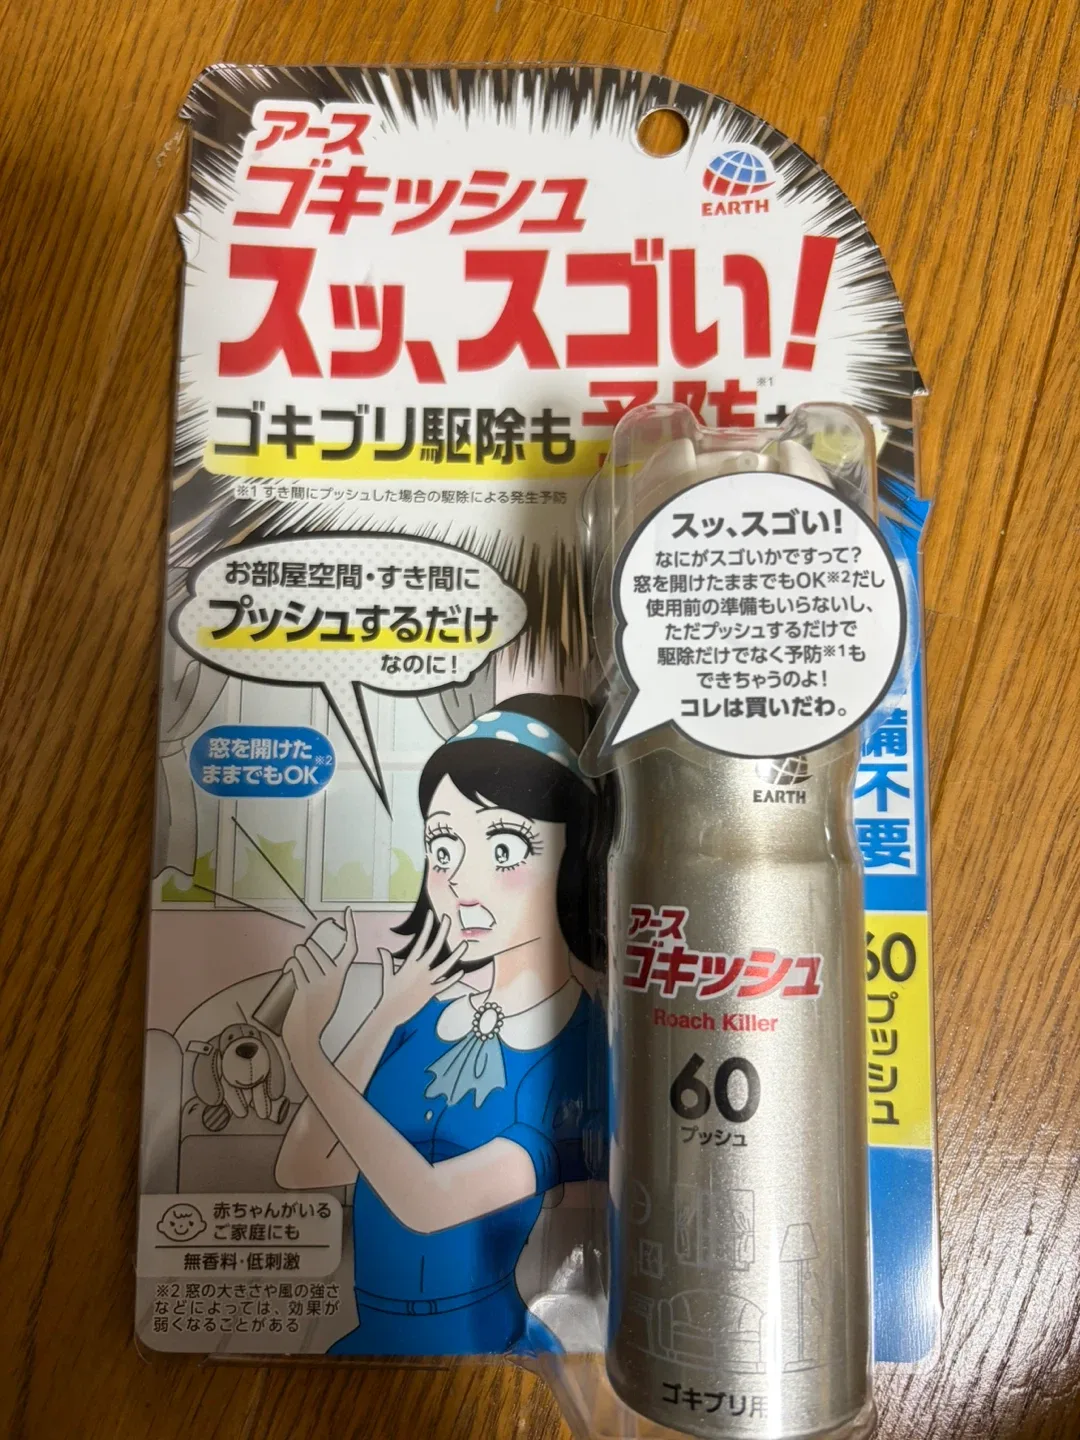 アース
ゴキッシュ
EARTH
スッ、スゴい!
ゴキブリ駆除も予防※1
※1 すき間にプッシュした場合の駆除による発生予防
お部屋空間・すき間に
プッシュするだけ
なのに!
窓を開けた
ままでもOK※2
スッ、スゴい!
なにがスゴいかですって?
窓を開けたままでもOK※2だし
使用前の準備もいらないし、
ただプッシュするだけで
駆除だけでなく予防※1も
できちゃうのよ!
コレは買いだわ。
備不要
60プッシュ
EARTH
アース
ゴキッシュ
Roach Killer
60
プッシュ
ゴキブリ用
赤ちゃんがいる
ご家庭にも
無香料・低刺激
※2 窓の大きさや風の強さ
などによっては、効果が
弱くなることがある